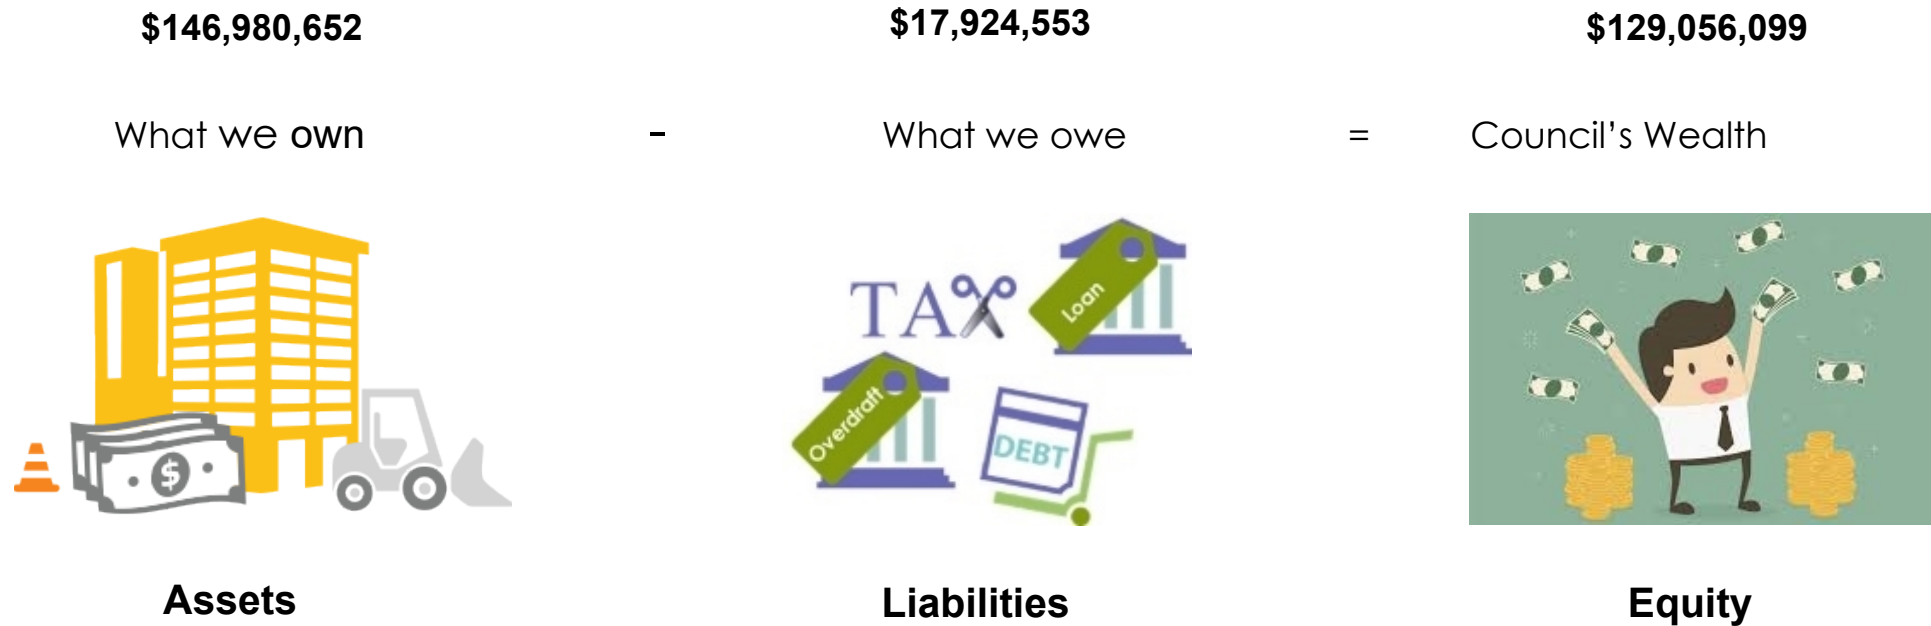 $146,980,652
$17,924,553
$129,056,099
What we own
-
What we owe
=
Council’s Wealth
TAX
Loan
Overdraft
DEBT
$
Assets
Liabilities
Equity